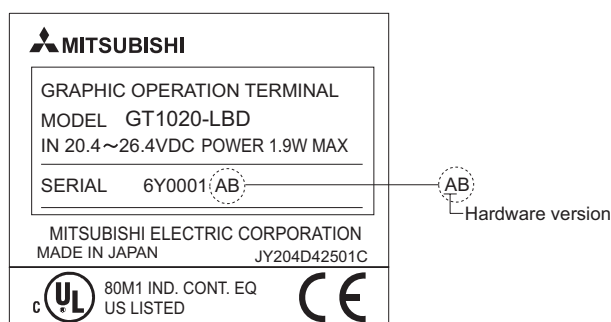 MITSUBISHI
GRAPHIC OPERATION TERMINAL
MODEL GT1020-LBD
IN 20.4～26.4VDC POWER 1.9W MAX
SERIAL 6Y0001 AB
AB
Hardware version
MITSUBISHI ELECTRIC CORPORATION
MADE IN JAPAN JY204D42501C
C UL 80M1 IND. CONT. EQ
US LISTED
CE